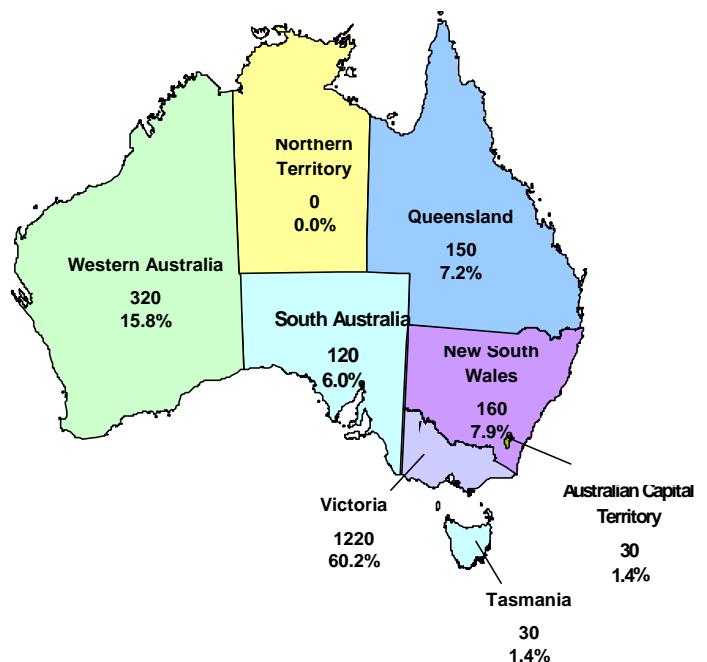 Northern
Territory
0
0.0%
Queensland
150
7.2%
Western Australia
320
15.8%
South Australia
120
6.0%
New South
Wales
160
7.9%
Victoria
1220
60.2%
Australian Capital
Territory
30
1.4%
Tasmania
30
1.4%